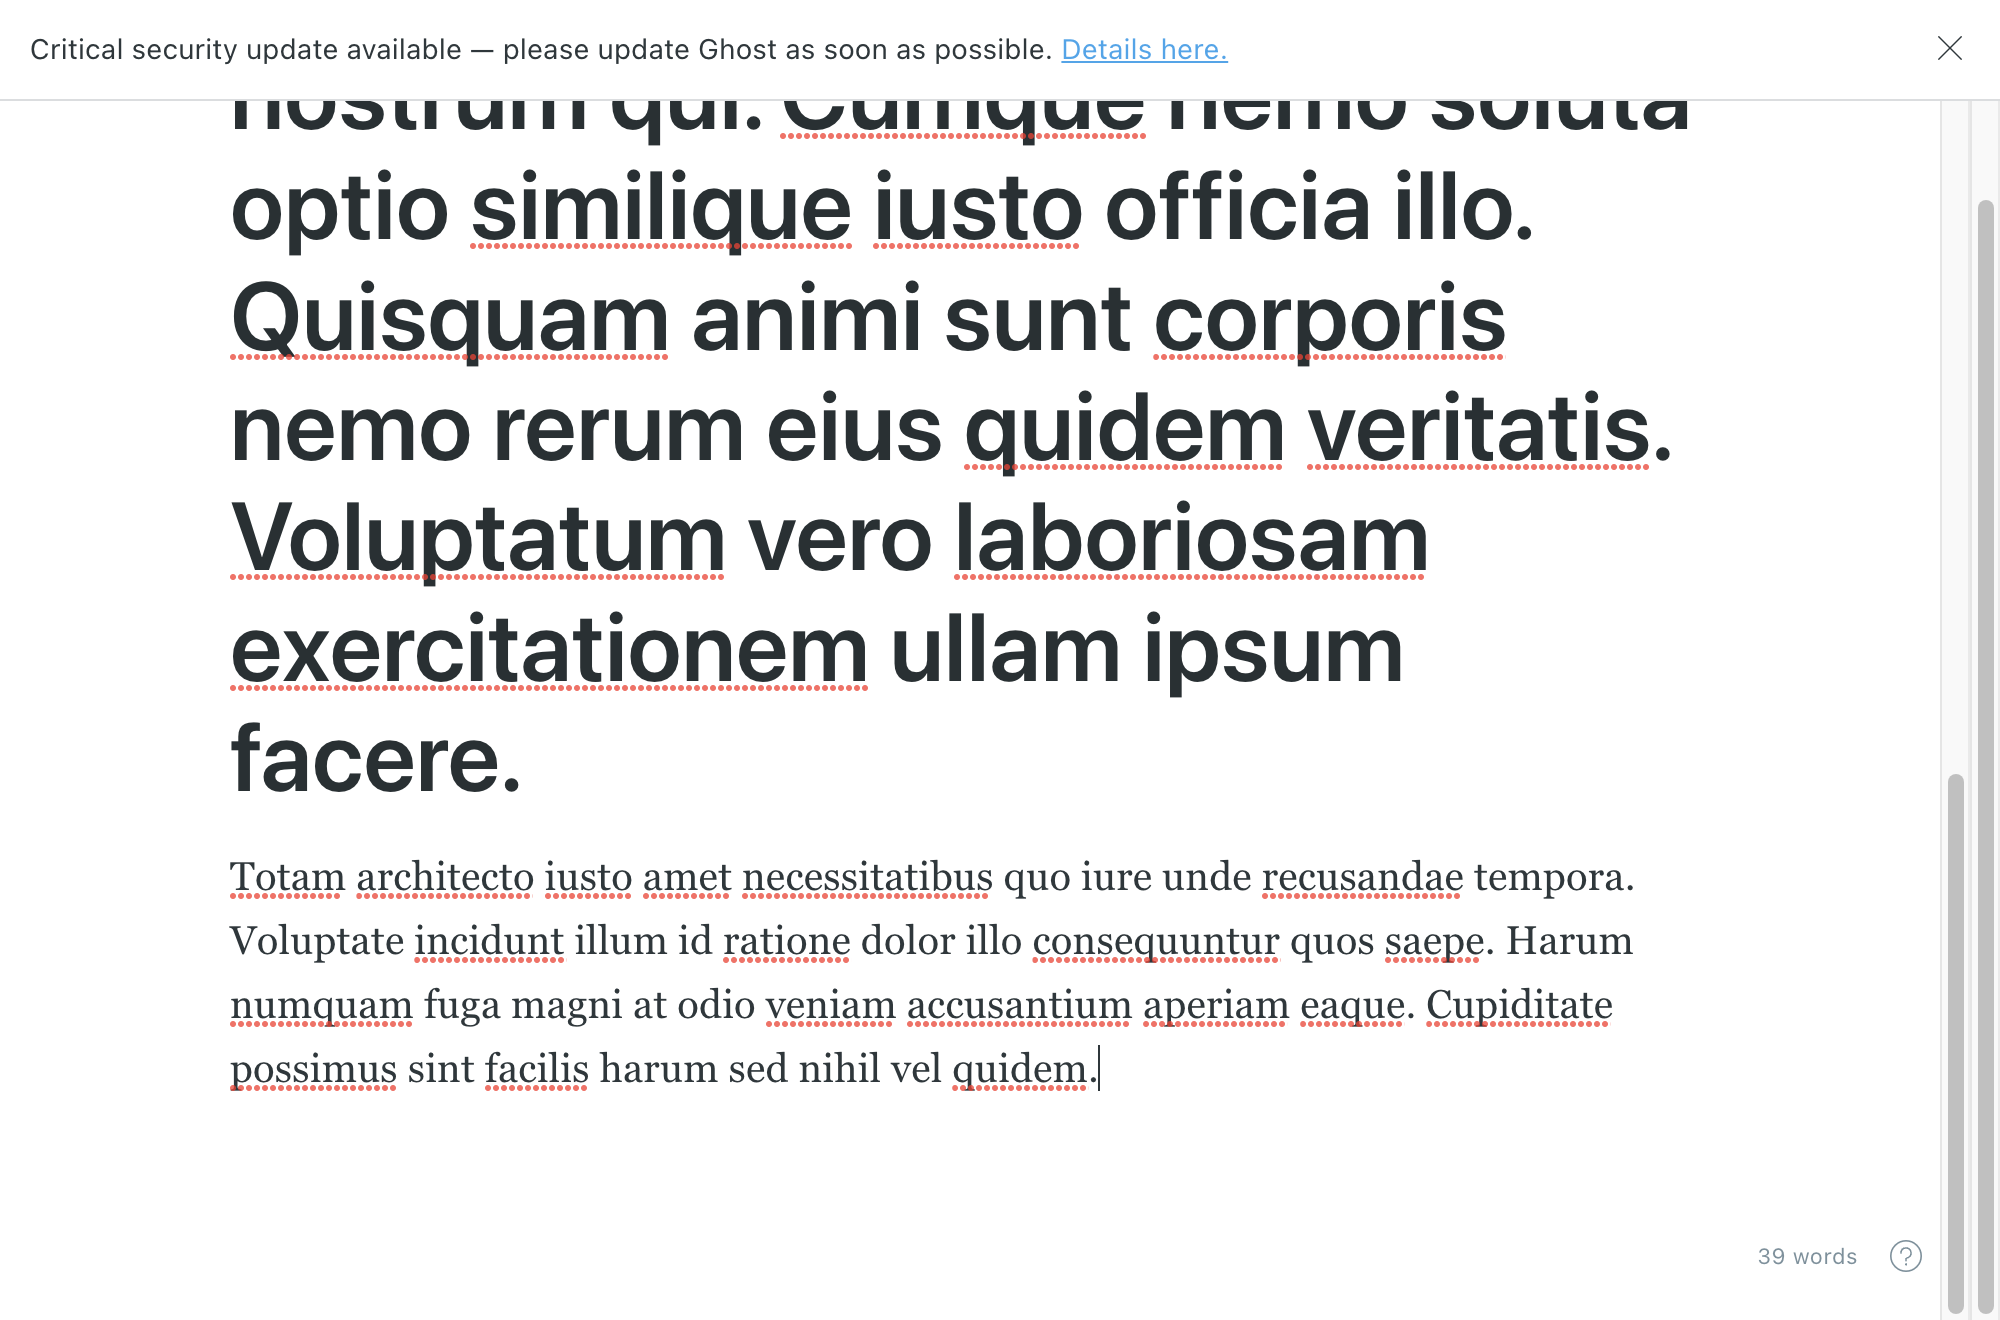 Critical security update available — please update Ghost as soon as possible. Details here.
nostrum qui. Cumque nemo soluta
optio similique iusto officia illo.
Quisquam animi sunt corporis
nemo rerum eius quidem veritatis.
Voluptatum vero laboriosam
exercitationem ullam ipsum
facere.
Totam architecto iusto amet necessitatibus quo iure unde recusandae tempora.
Voluptate incidunt illum id ratione dolor illo consequuntur quos saepe. Harum
numquam fuga magni at odio veniam accusantium aperiam eaque. Cupiditate
possimus sint facilis harum sed nihil vel quidem.
39 words
?